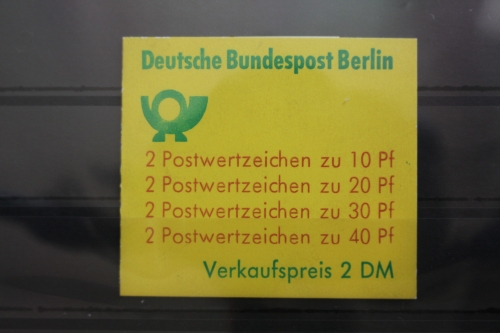 Deutsche Bundespost Berlin
2 Postwertzeichen zu 10 Pf
2 Postwertzeichen zu 20 Pf
2 Postwertzeichen zu 30 Pf
2 Postwertzeichen zu 40 Pf
Verkaufspreis 2 DM